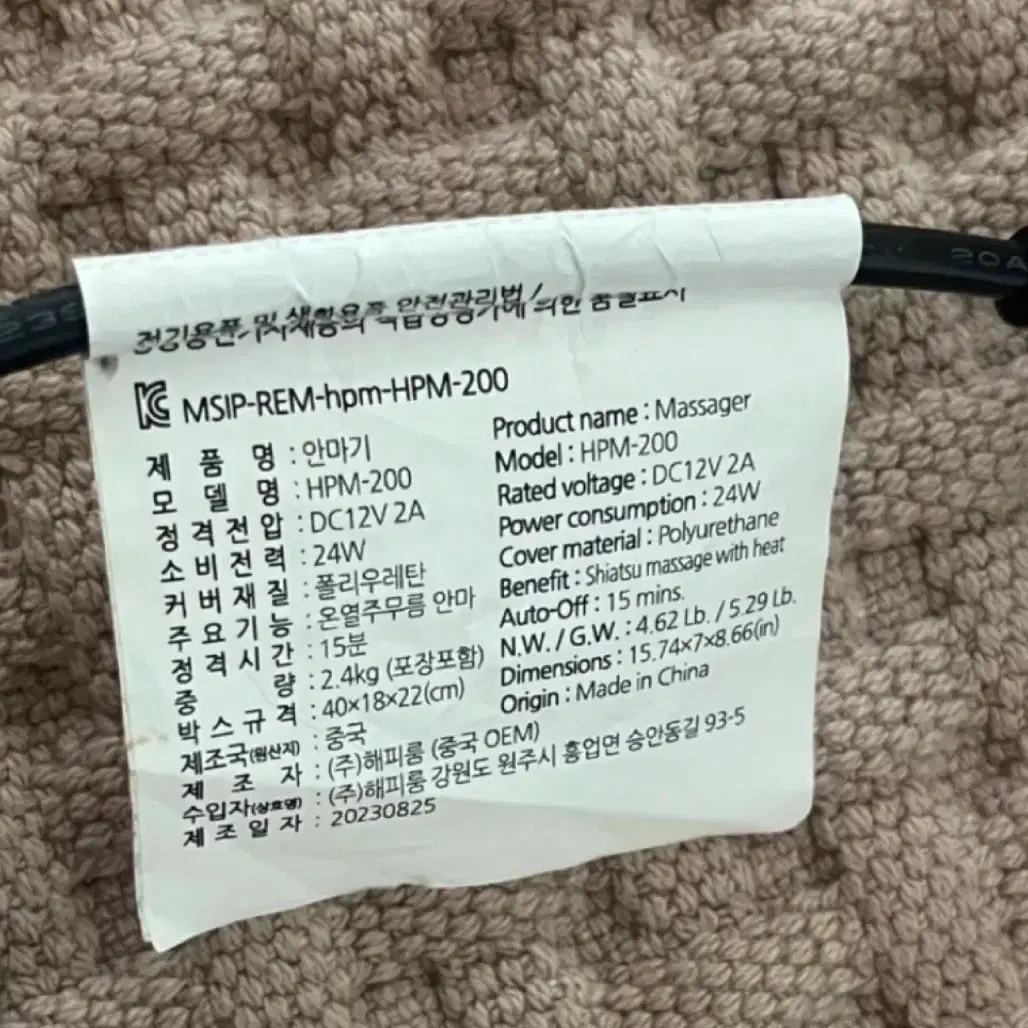 건강용품 및 생활용품 안전관리법/
의한 품질표시
MSIP-REM-hpm-HPM-200
제 품 명 : 안마기
모 델 명 : HPM-200
정 격 전 압 : DC12V 2A
소 비 전 력 : 24W
커 버 재 질 : 폴리우레탄
주 요 기 능 : 온열주무름 안마
정 격 시 간 : 15분
중 량 : 2.4kg (포장포함)
박 스 규 격 : 40×18×22(cm)
제조국(원산지) : 중국
제 조 자 : (주)해피룸 (중국 OEM)
수입자(상호명) : (주)해피룸 강원도 원주시 흥업면 승안동길 93-5
제 조 일 자 : 20230825
Product name : Massager
Model : HPM-200
Rated voltage : DC12V 2A
Power consumption : 24W
Cover material : Polyurethane
Benefit : Shiatsu massage with heat
Auto-Off : 15 mins.
N.W. / G.W. : 4.62 Lb. / 5.29 Lb.
Dimensions : 15.74×7×8.66(in)
Origin : Made in China
20A